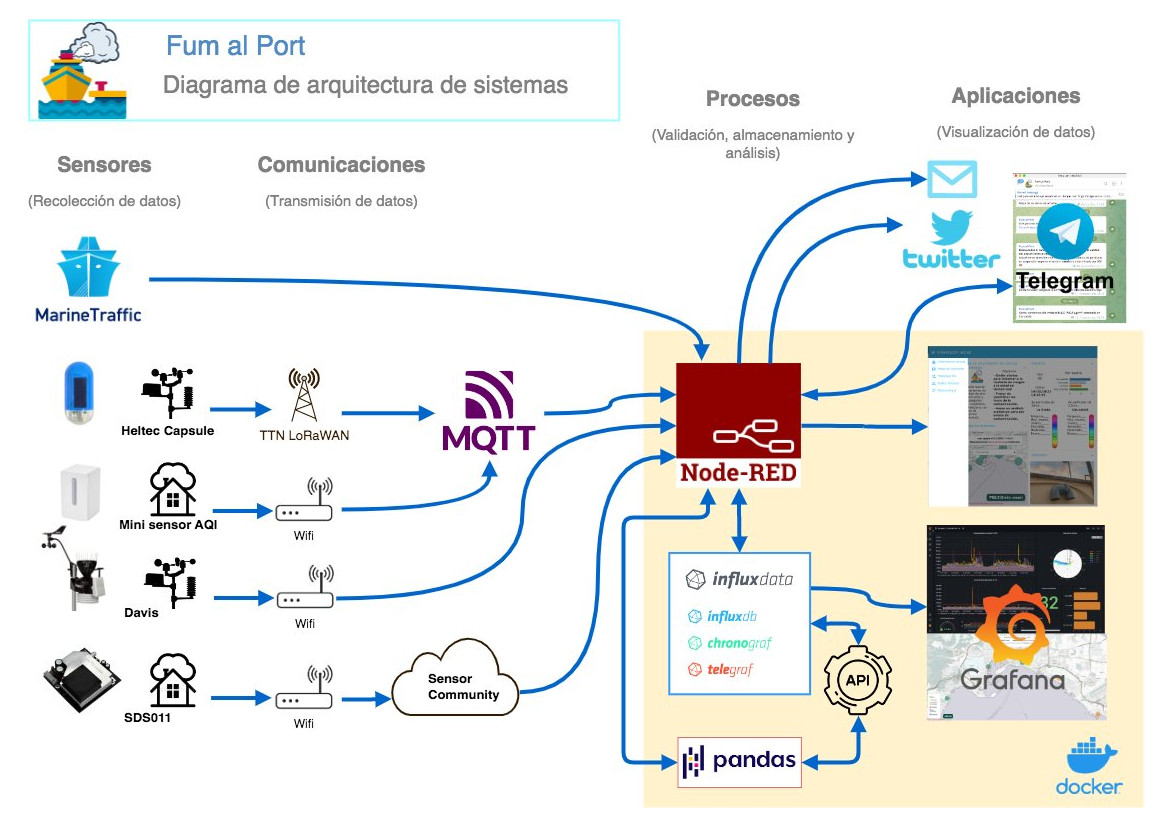 Fum al Port
Diagrama de arquitectura de sistemas
Sensores
(Recolección de datos)
Comunicaciones
(Transmisión de datos)
Procesos
(Validación, almacenamiento y
análisis)
Aplicaciones
(Visualización de datos)
MarineTraffic
twitter
Telegram
Heltec Capsule
TTN LoRaWAN
MQTT
Node-RED
Mini sensor AQI
Wifi
Davis
Wifi
SDS011
Wifi
Sensor
Community
influxdata
influxdb
chronograf
telegraf
API
pandas
32
Grafana
docker